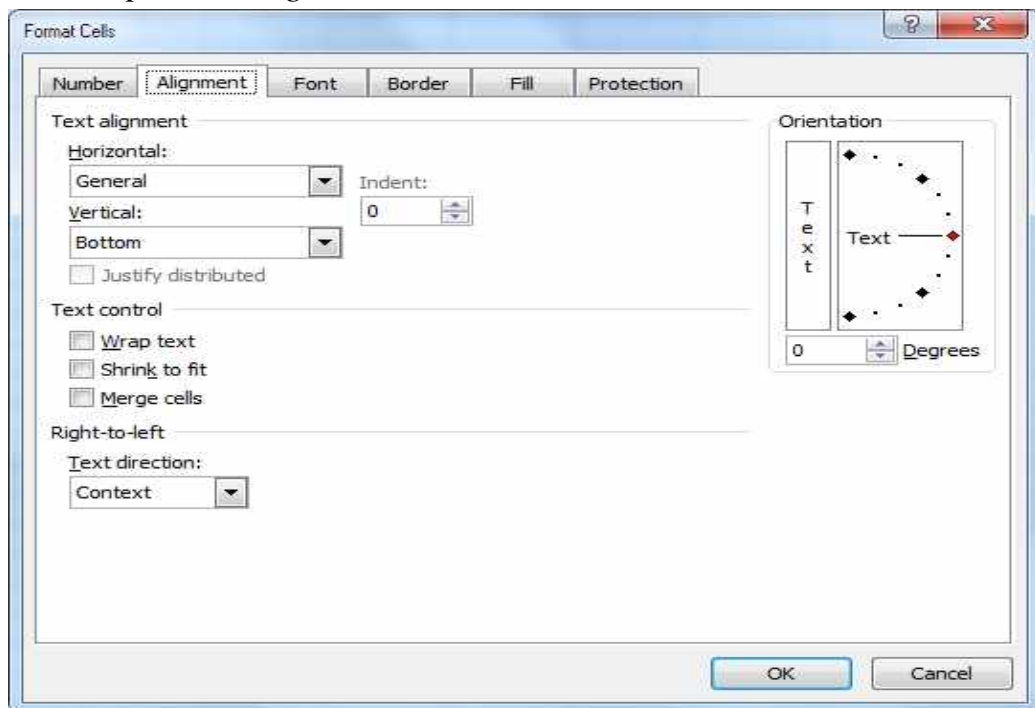 Format Cells
Number Alignment Font Border Fill Protection
Text alignment
Horizontal:
General
Indent:
0
Vertical:
Bottom
Justify distributed
Text control
Wrap text
Shrink to fit
Merge cells
Right-to-left
Text direction:
Context
Orientation
Text
Text
0 Degrees
OK Cancel